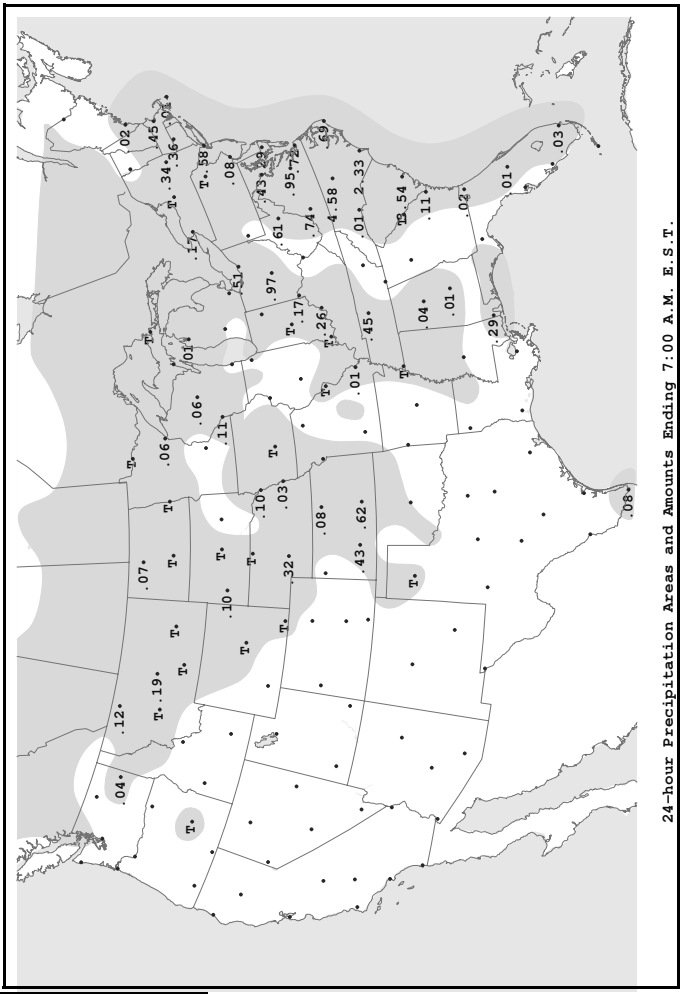 .04
.12
.02
T
.07
T
.45
T
.19
.06
.34
T
T
T
.36
T
T
.01
T
.17
.06
T
.58
T
.11
.10
.08
.51
T
T
.10
.43
.29
.97
T
.61
.03
T
.32
.95
.72
T
.17
.74
.08
.26
.69
T
T
4.58
.01
.01
2.33
.43
.62
.45
T
3.54
T
T
.04
.11
.01
.02
.29
.01
.03
.08
24-hour Precipitation Areas and Amounts Ending 7:00 A.M. E.S.T.